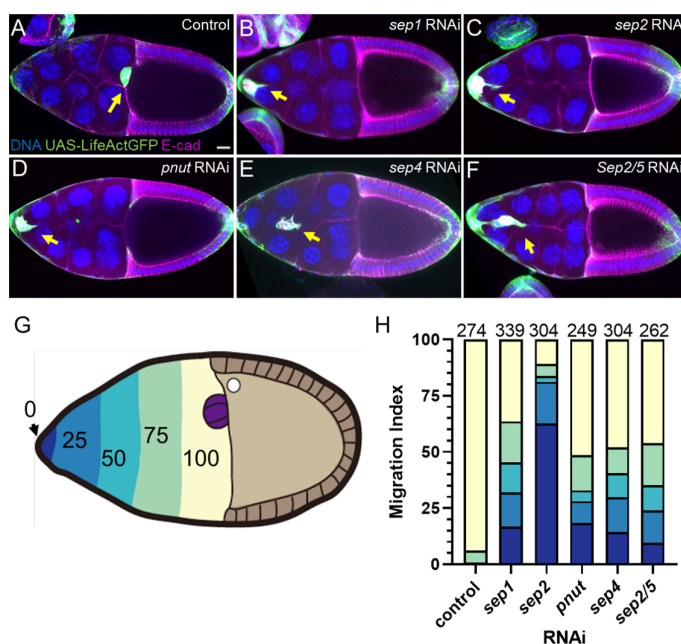 A Control
B sep1 RNAi
C sep2 RNAi
DNA UAS-LifeActGFP E-cad
D pnut RNAi
E sep4 RNAi
F Sep2/5 RNAi
G
0
25
50
75
100
H
274 339 304 249 304 262
100
75
50
25
0
Migration Index
control sep1 sep2 pnut sep4 sep2/5
RNAi